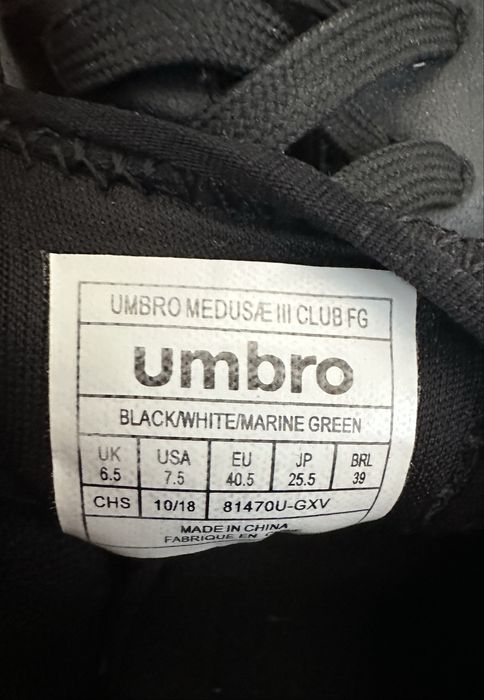 UMBRO MEDUSÆ III CLUB FG
umbro
BLACK/WHITE/MARINE GREEN
UK USA EU JP BRL
6.5 7.5 40.5 25.5 39
CHS 10/18 81470U-GXV
MADE IN CHINA
FABRIQUE EN